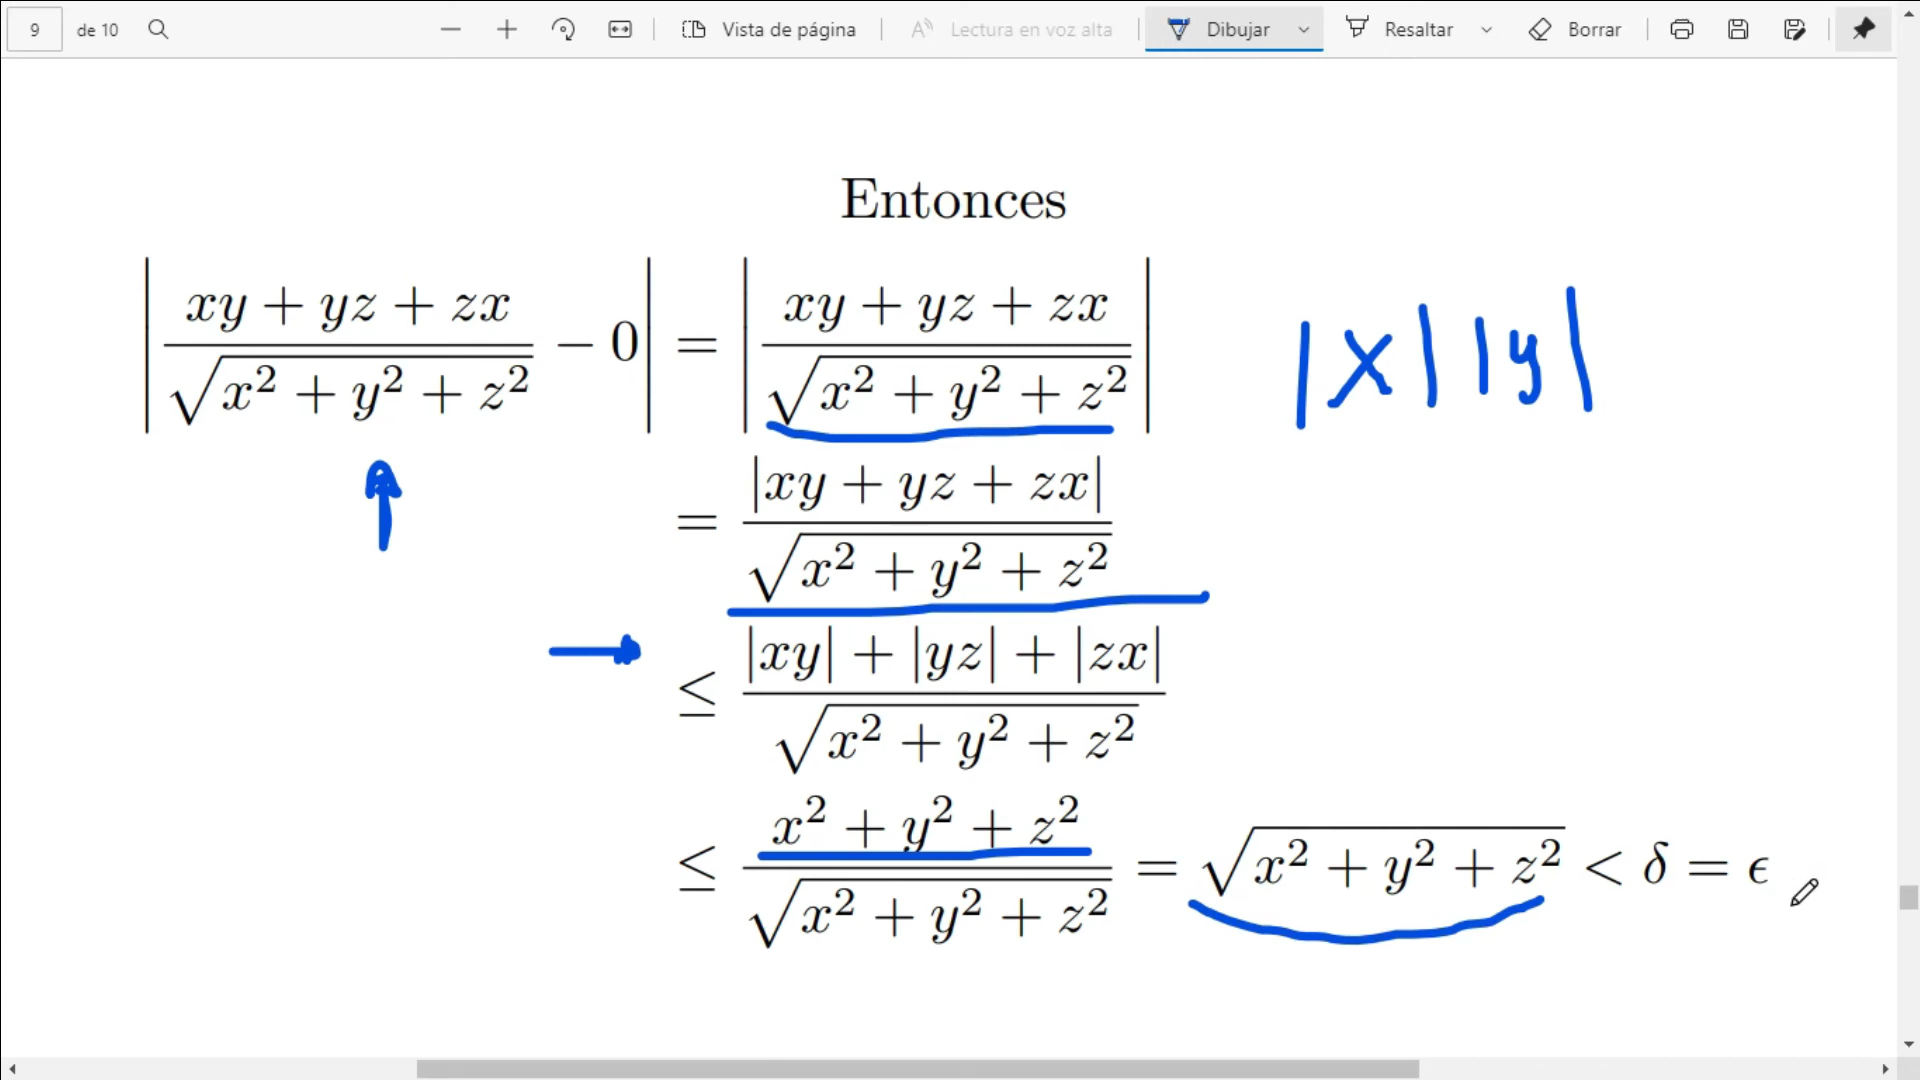 9 de 10 Vista de página Lectura en voz alta Dibujar Resaltar Borrar
Entonces
| (xy + yz + zx) / √(x² + y² + z²) − 0 | = | (xy + yz + zx) / √(x² + y² + z²) | |x| |y|
= |xy + yz + zx| / √(x² + y² + z²)
≤ (|xy| + |yz| + |zx|) / √(x² + y² + z²)
≤ (x² + y² + z²) / √(x² + y² + z²) = √(x² + y² + z²) < δ = ϵ